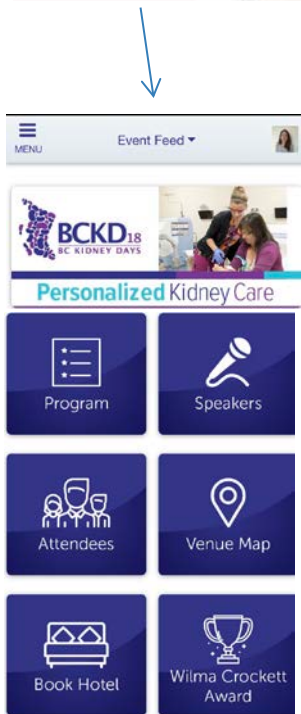 MENU
Event Feed
BCKD18
BC KIDNEY DAYS
Personalized Kidney Care
Program
Speakers
Attendees
Venue Map
Book Hotel
Wilma Crockett
Award